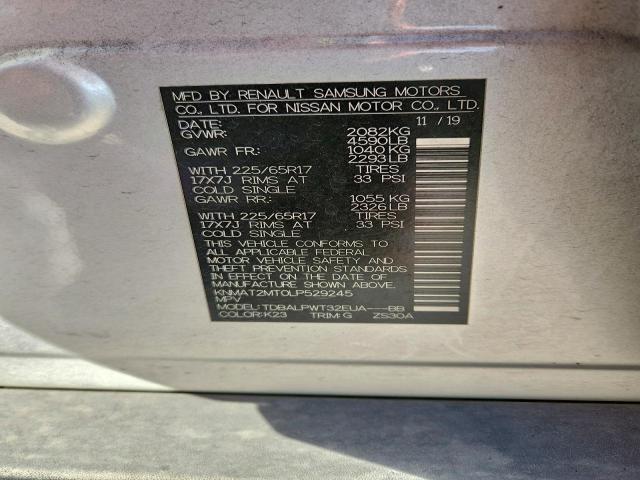 MFD BY RENAULT SAMSUNG MOTORS
CO., LTD. FOR NISSAN MOTOR CO., LTD.
DATE: 11 / 19
GVWR: 2082KG
4590LB
GAWR FR.: 1040 KG
2293 LB
WITH 225/65R17 TIRES
17X7J RIMS AT 33 PSI
COLD SINGLE
GAWR RR.: 1055 KG
2326 LB
WITH 225/65R17 TIRES
17X7J RIMS AT 33 PSI
COLD SINGLE
THIS VEHICLE CONFORMS TO
ALL APPLICABLE FEDERAL
MOTOR VEHICLE SAFETY AND
THEFT PREVENTION STANDARDS
IN EFFECT ON THE DATE OF
MANUFACTURE SHOWN ABOVE.
KNMAT2MT0LP529245
MPV
MODEL: TDBALPWT32EUA---BB
COLOR:K23 TRIM:G ZS30A